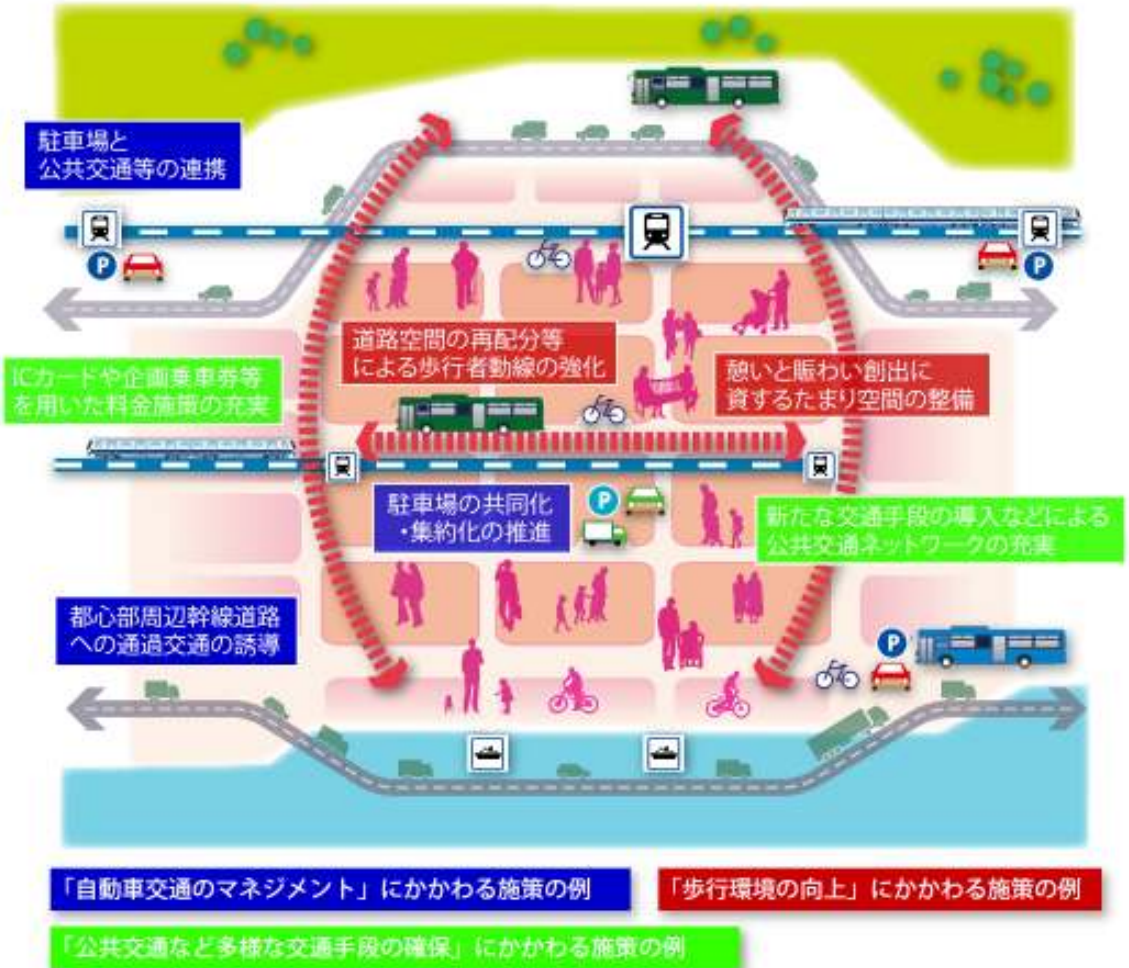 駐車場と
公共交通等の連携
P
P
道路空間の再配分等
による歩行者動線の強化
ICカードや企画乗車券等
を用いた料金施策の充実
憩いと賑わい創出に
資するたまり空間の整備
駐車場の共同化
・集約化の推進
P
新たな交通手段の導入などによる
公共交通ネットワークの充実
都心部周辺幹線道路
への通過交通の誘導
P
「自動車交通のマネジメント」にかかわる施策の例
「歩行環境の向上」にかかわる施策の例
「公共交通など多様な交通手段の確保」にかかわる施策の例